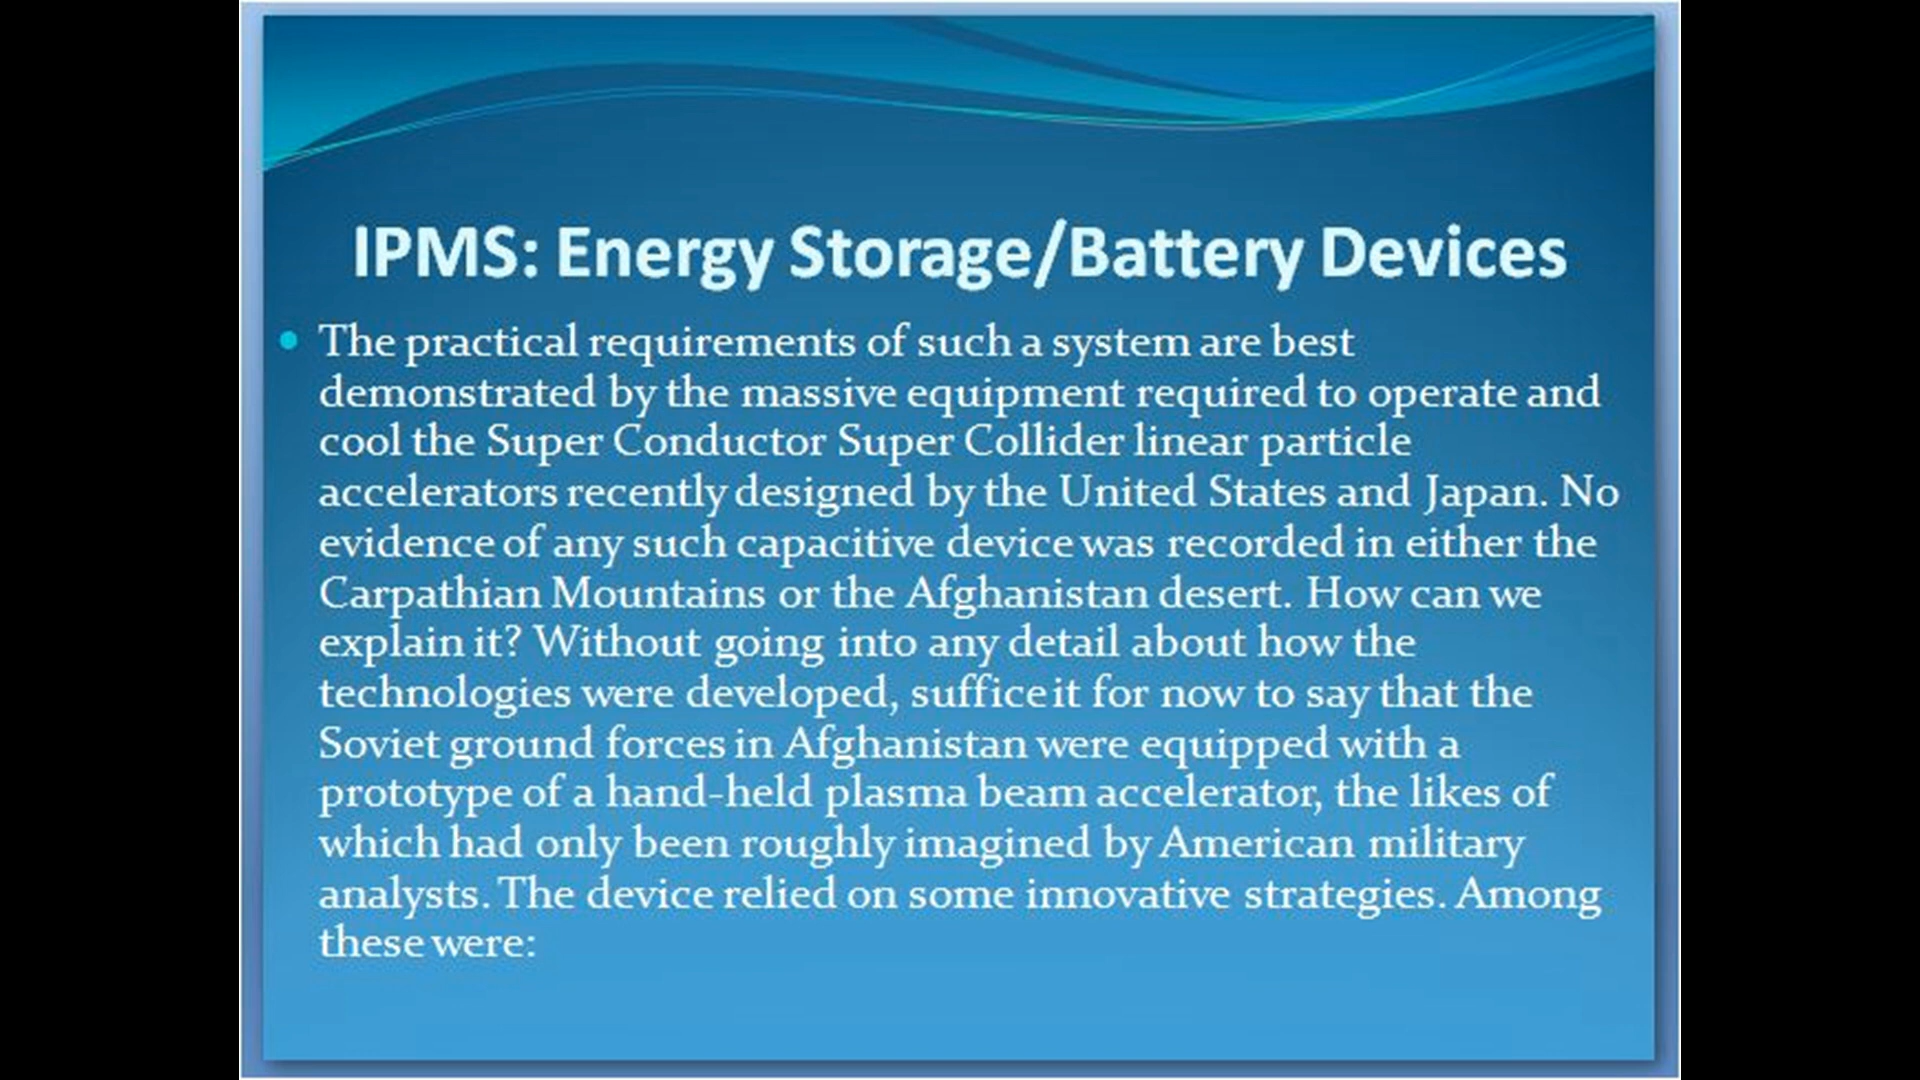 IPMS: Energy Storage/Battery Devices
The practical requirements of such a system are best
demonstrated by the massive equipment required to operate and
cool the Super Conductor Super Collider linear particle
accelerators recently designed by the United States and Japan. No
evidence of any such capacitive device was recorded in either the
Carpathian Mountains or the Afghanistan desert. How can we
explain it? Without going into any detail about how the
technologies were developed, suffice it for now to say that the
Soviet ground forces in Afghanistan were equipped with a
prototype of a hand-held plasma beam accelerator, the likes of
which had only been roughly imagined by American military
analysts. The device relied on some innovative strategies. Among
these were: